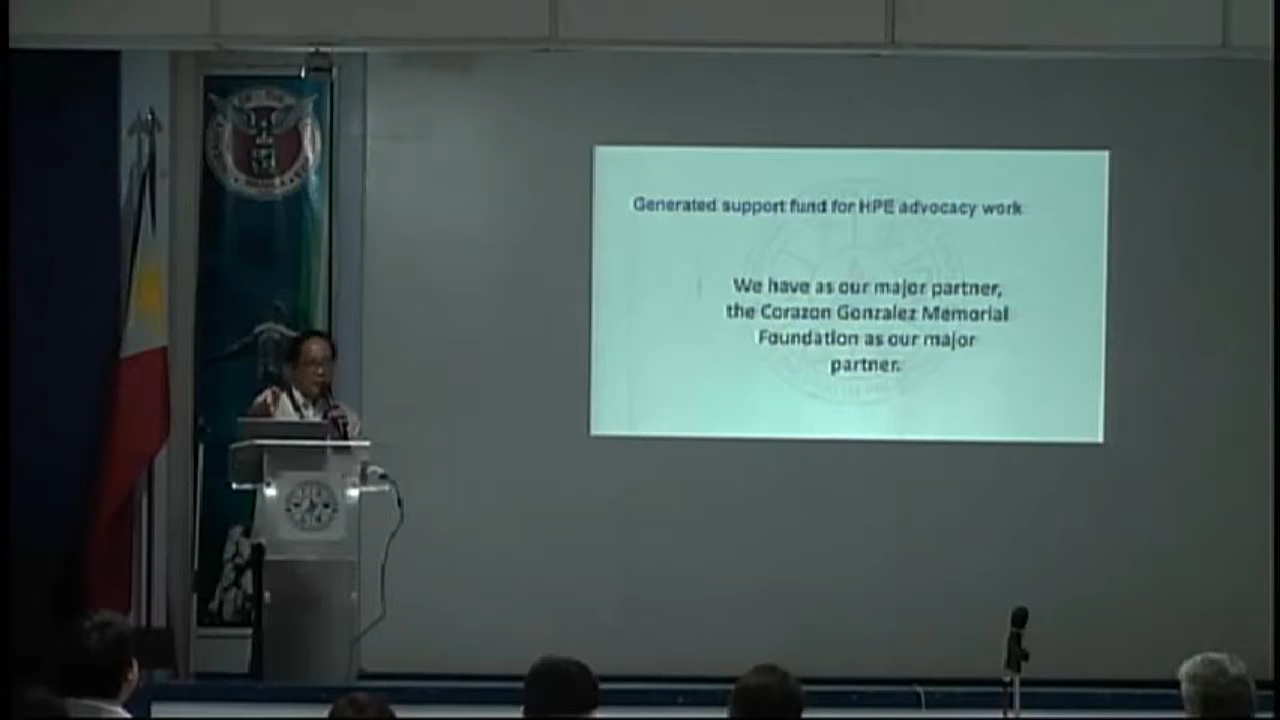 Generated support fund for HPE advocacy work
We have as our major partner,
the Corazon Gonzalez Memorial
Foundation as our major
partner.